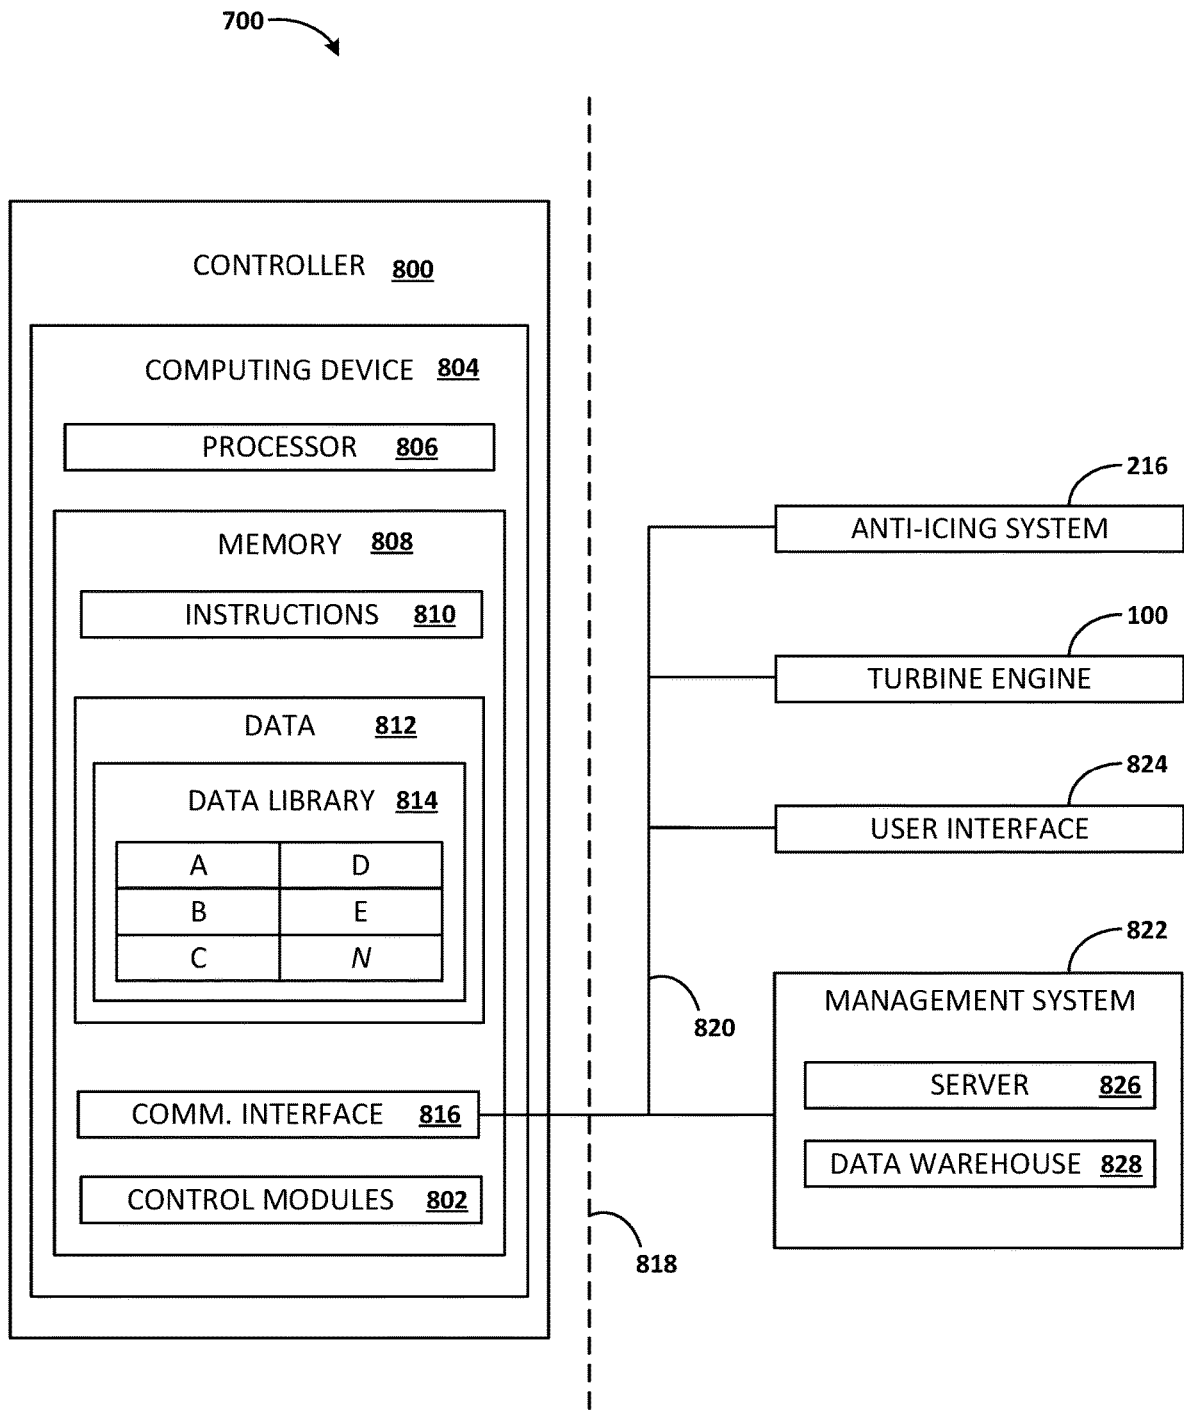 700
CONTROLLER 800
COMPUTING DEVICE 804
PROCESSOR 806
MEMORY 808
INSTRUCTIONS 810
DATA 812
DATA LIBRARY 814
A D
B E
C N
COMM. INTERFACE 816
CONTROL MODULES 802
216
ANTI-ICING SYSTEM
100
TURBINE ENGINE
824
USER INTERFACE
822
MANAGEMENT SYSTEM
SERVER 826
DATA WAREHOUSE 828
820
818